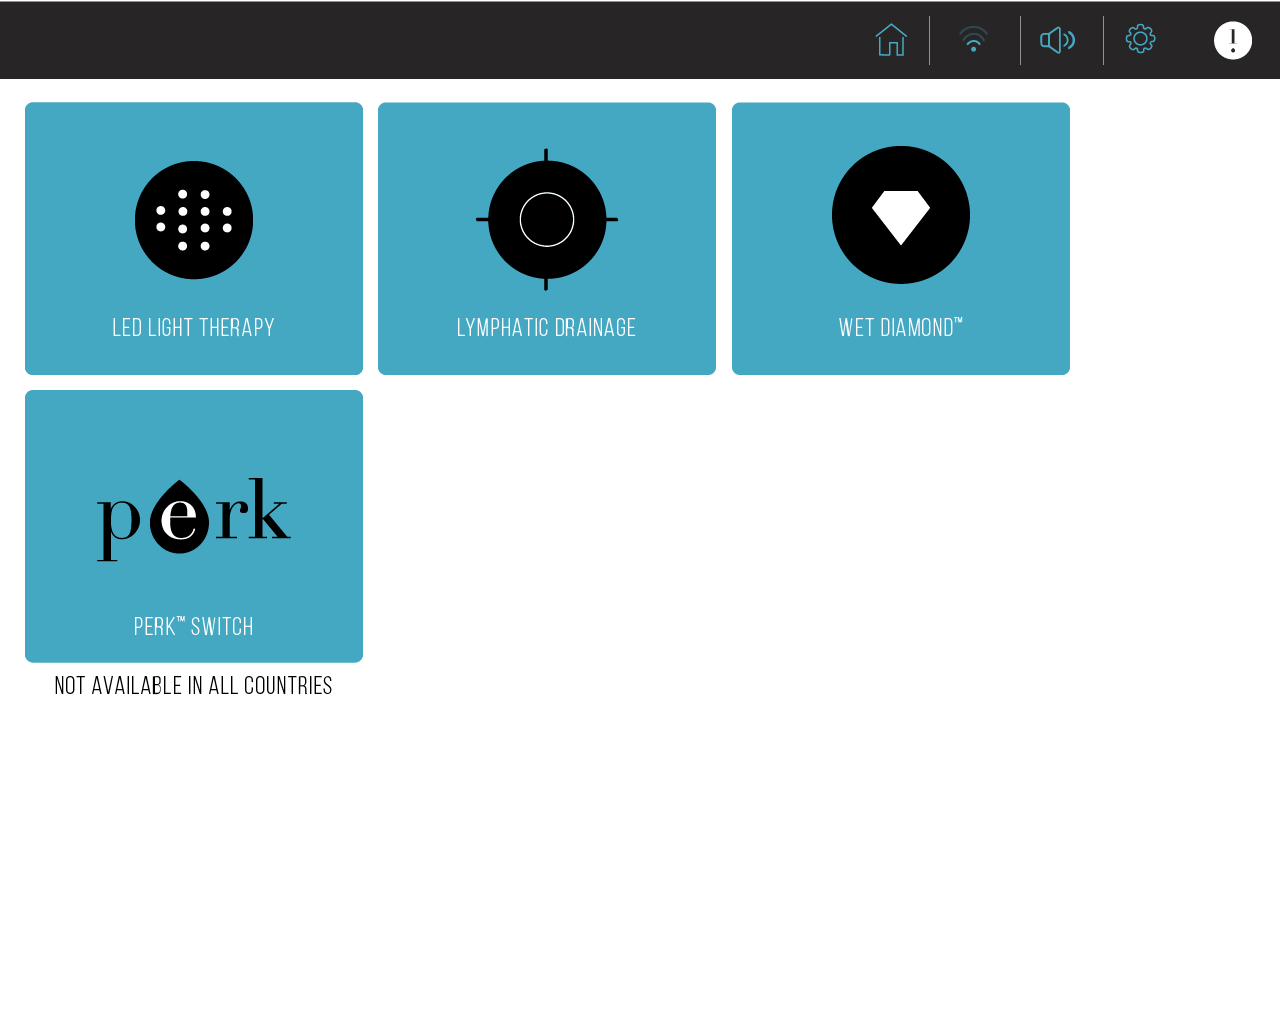 LED LIGHT THERAPY
LYMPHATIC DRAINAGE
WET DIAMOND™
perk
PERK™ SWITCH
NOT AVAILABLE IN ALL COUNTRIES